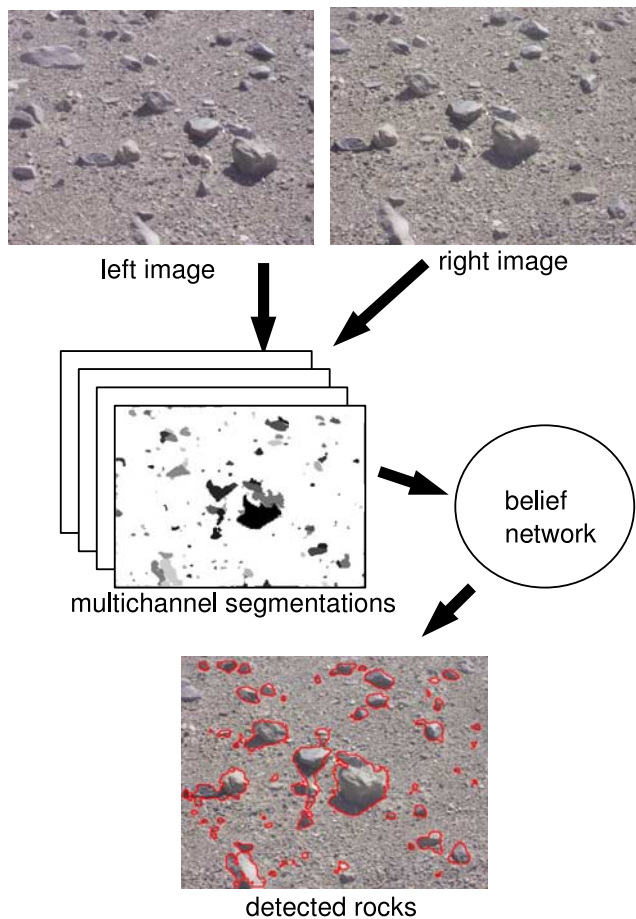 left image
right image
multichannel segmentations
belief
network
detected rocks